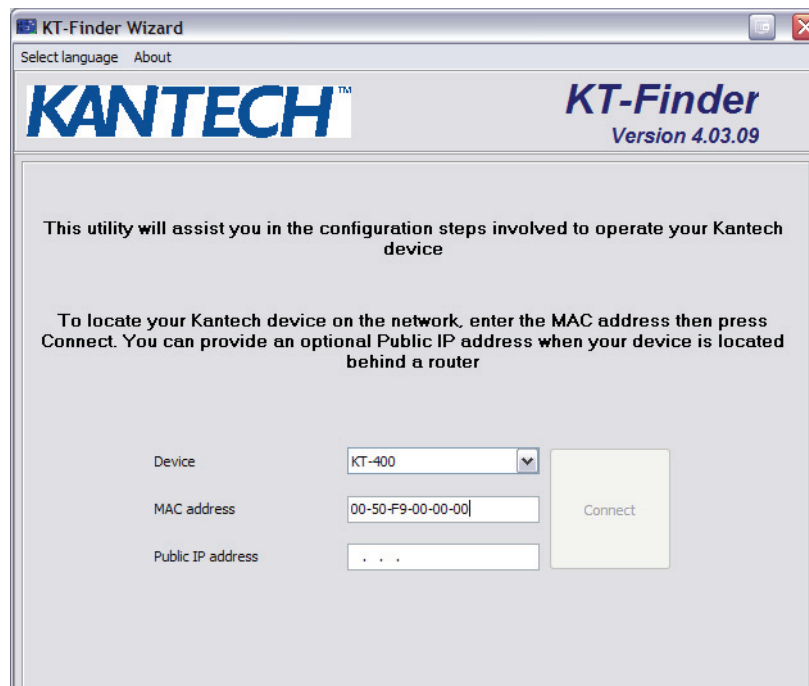 KT-Finder Wizard
Select language About
KANTECH™
KT-Finder
Version 4.03.09
This utility will assist you in the configuration steps involved to operate your Kantech
device
To locate your Kantech device on the network, enter the MAC address then press
Connect. You can provide an optional Public IP address when your device is located
behind a router
Device KT-400
MAC address 00-50-F9-00-00-00
Connect
Public IP address . . .